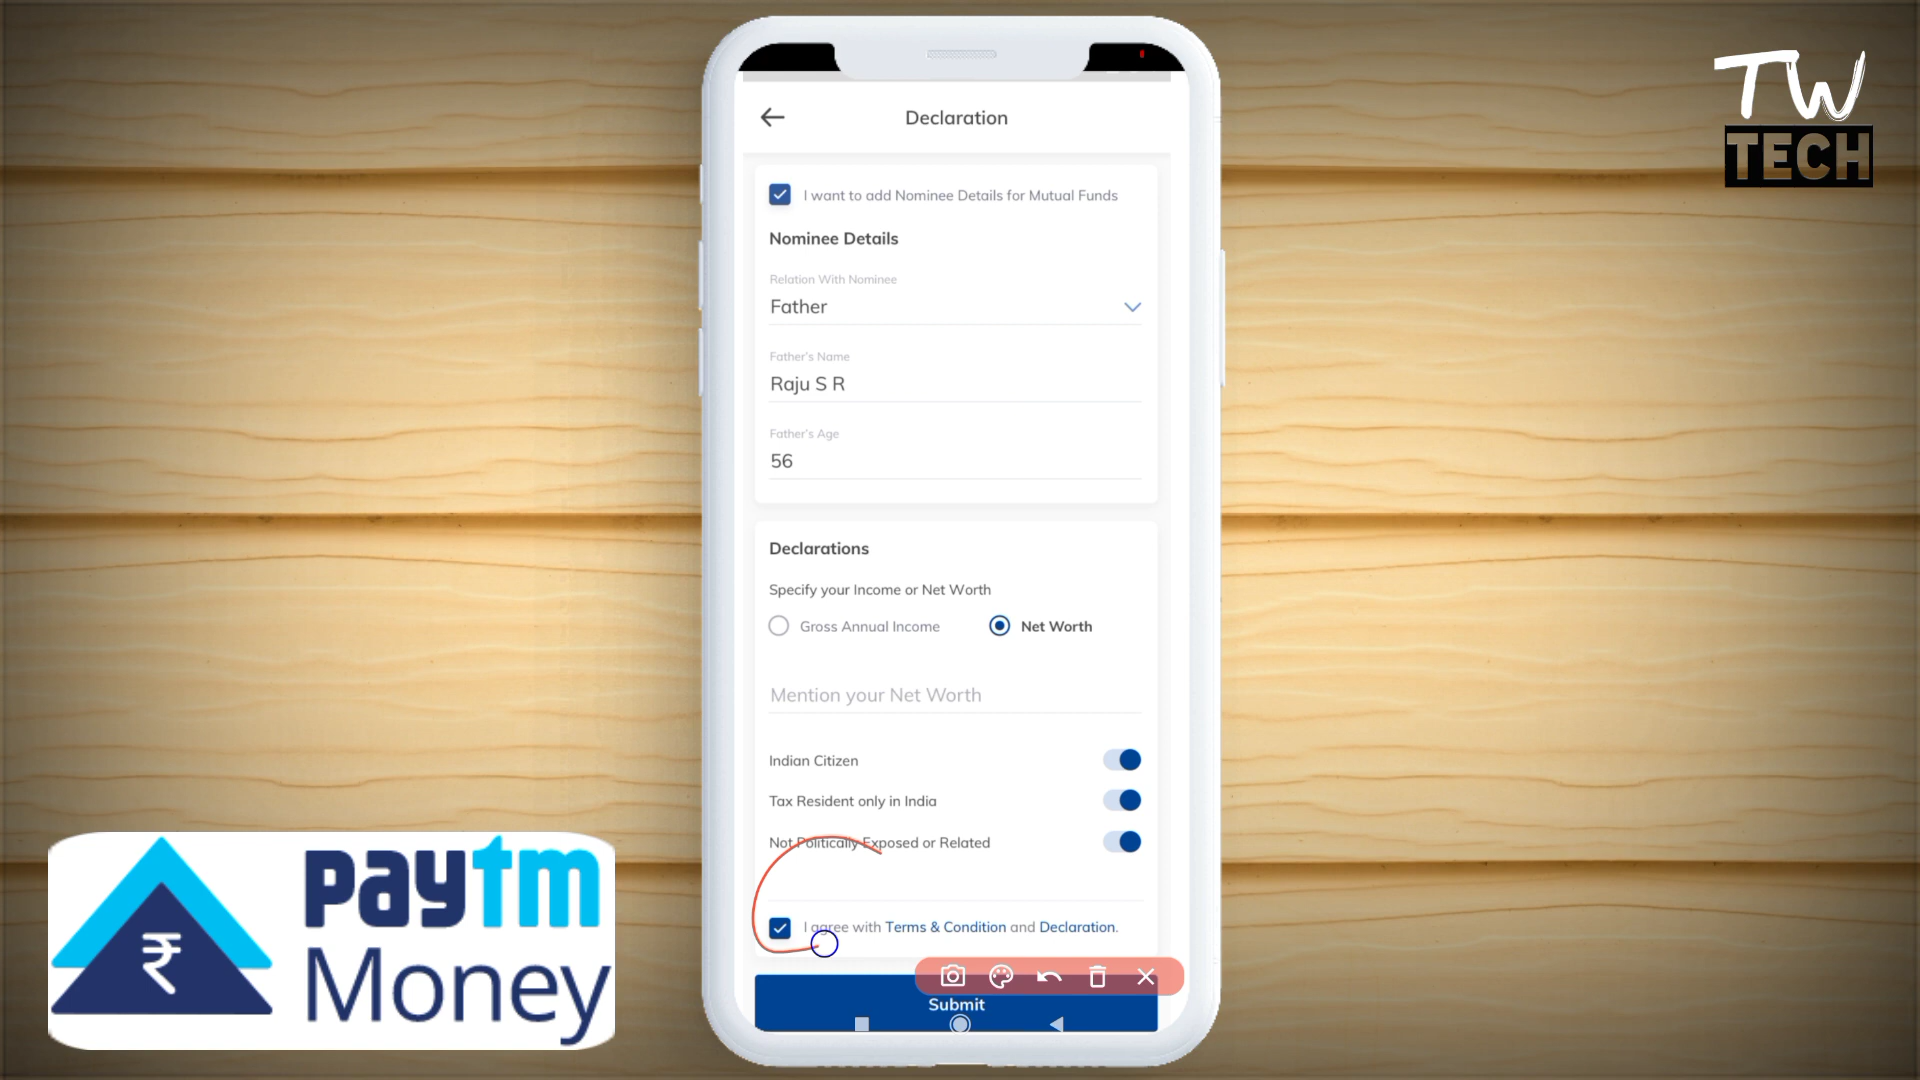 TW
TECH
Declaration
I want to add Nominee Details for Mutual Funds
Nominee Details
Relation With Nominee
Father
Father's Name
Raju S R
Father's Age
56
Declarations
Specify your Income or Net Worth
Gross Annual Income Net Worth
Mention your Net Worth
Indian Citizen
Tax Resident only in India
Not Politically Exposed or Related
I agree with Terms & Condition and Declaration.
Submit
₹
paytm
Money